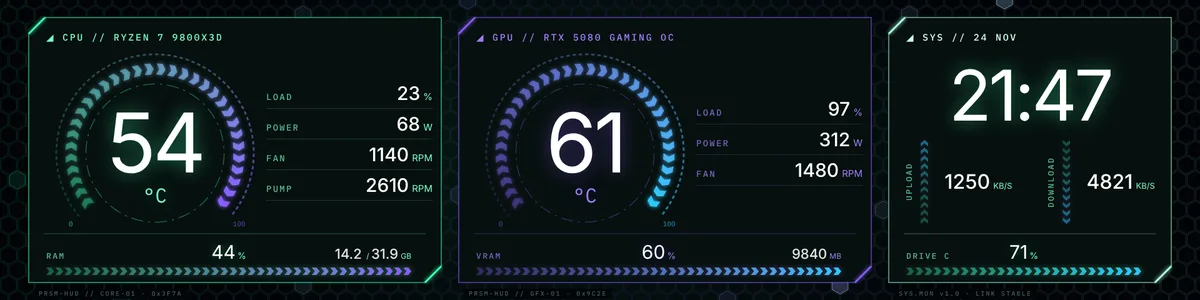 ◢ CPU // RYZEN 7 9800X3D
54
°C
0
100
LOAD 23 %
POWER 68 W
FAN 1140 RPM
PUMP 2610 RPM
RAM 44 % 14.2 / 31.9 GB
PRSM-HUD // CORE-01 - 0x3F7A
◢ GPU // RTX 5080 GAMING OC
61
°C
0
100
LOAD 97 %
POWER 312 W
FAN 1480 RPM
VRAM 60 % 9840 MB
PRSM-HUD // GFX-01 - 0x9C2E
◢ SYS // 24 NOV
21:47
UPLOAD 1250 KB/S
DOWNLOAD 4821 KB/S
DRIVE C 71 %
SYS.MON v1.0 - LINK STABLE